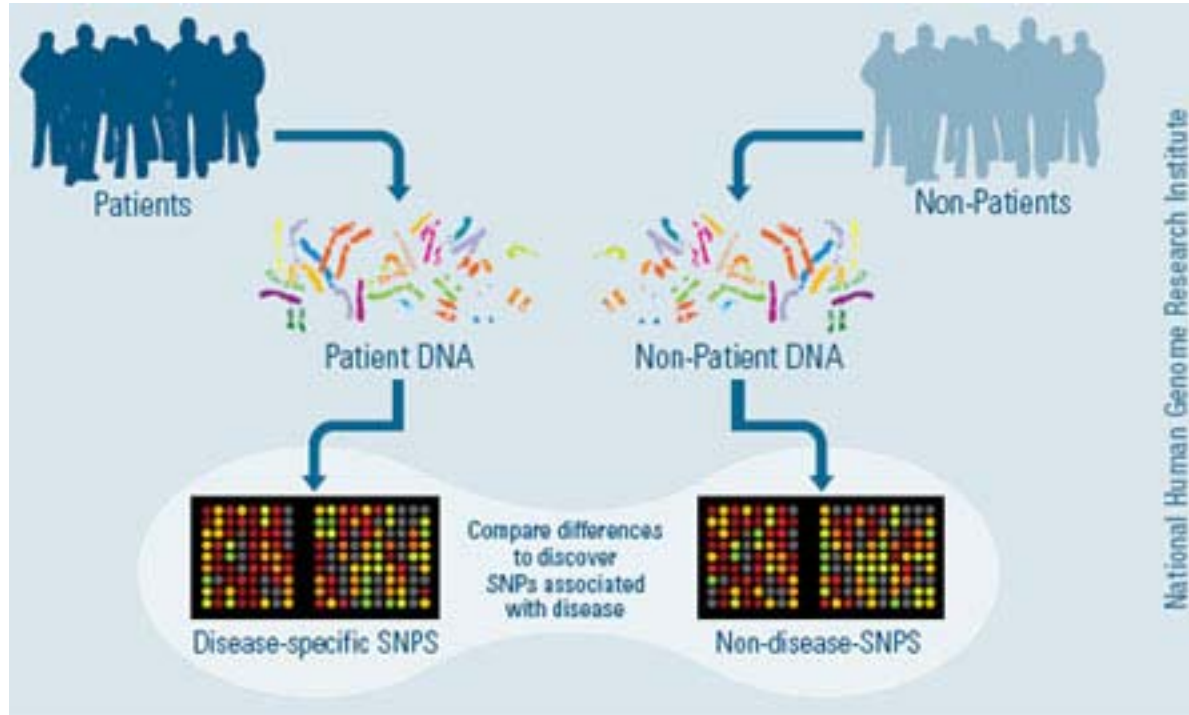 Patients
Non-Patients
Patient DNA
Non-Patient DNA
Compare differences
to discover
SNPs associated
with disease
Disease-specific SNPS
Non-disease-SNPS
National Human Genome Research Institute